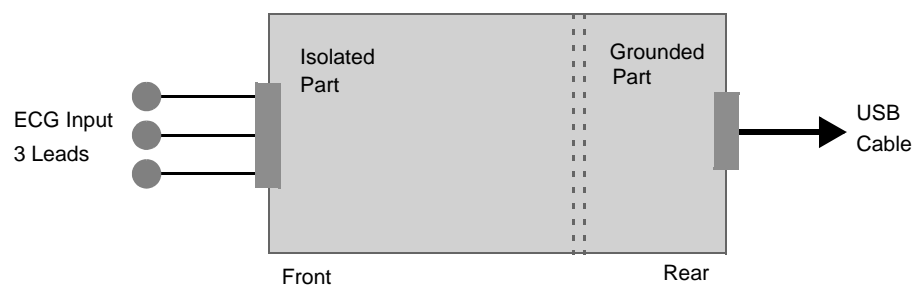 Isolated
Part
Grounded
Part
ECG Input
3 Leads
USB
Cable
Front
Rear